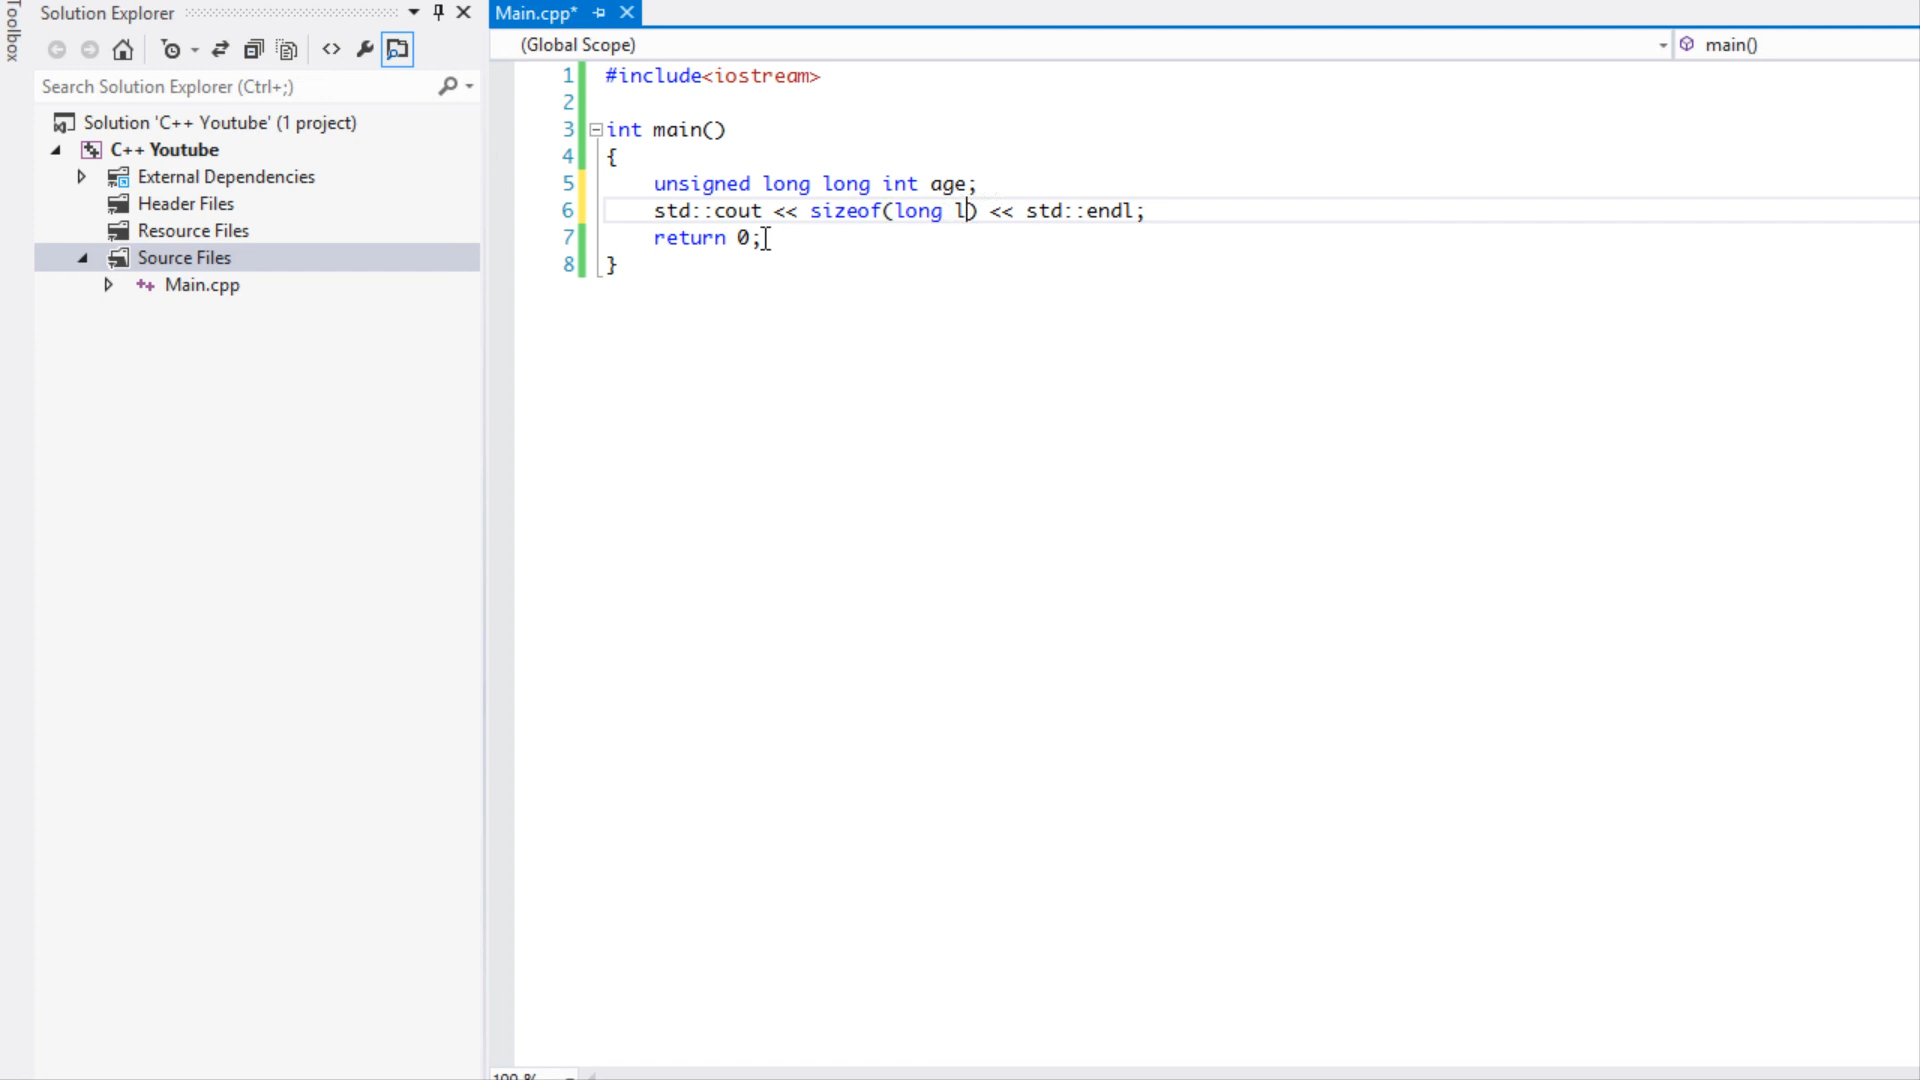 Toolbox
Solution Explorer
Search Solution Explorer (Ctrl+;)
Solution 'C++ Youtube' (1 project)
C++ Youtube
External Dependencies
Header Files
Resource Files
Source Files
Main.cpp
Main.cpp*
(Global Scope)
main()
1 #include<iostream>
2
3 int main()
4 {
5 unsigned long long int age;
6 std::cout << sizeof(long l) << std::endl;
7 return 0;
8 }
100 %